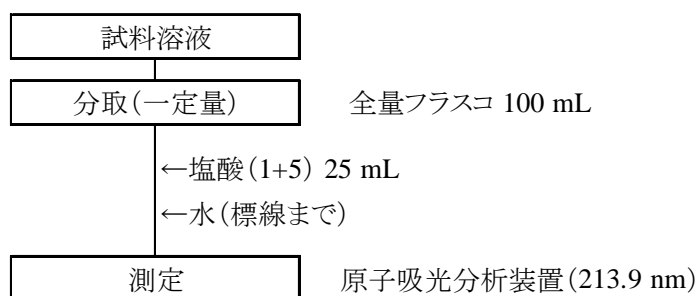 試料溶液
分取(一定量) 全量フラスコ 100 mL
←塩酸(1+5) 25 mL
←水(標線まで)
測定 原子吸光分析装置(213.9 nm)